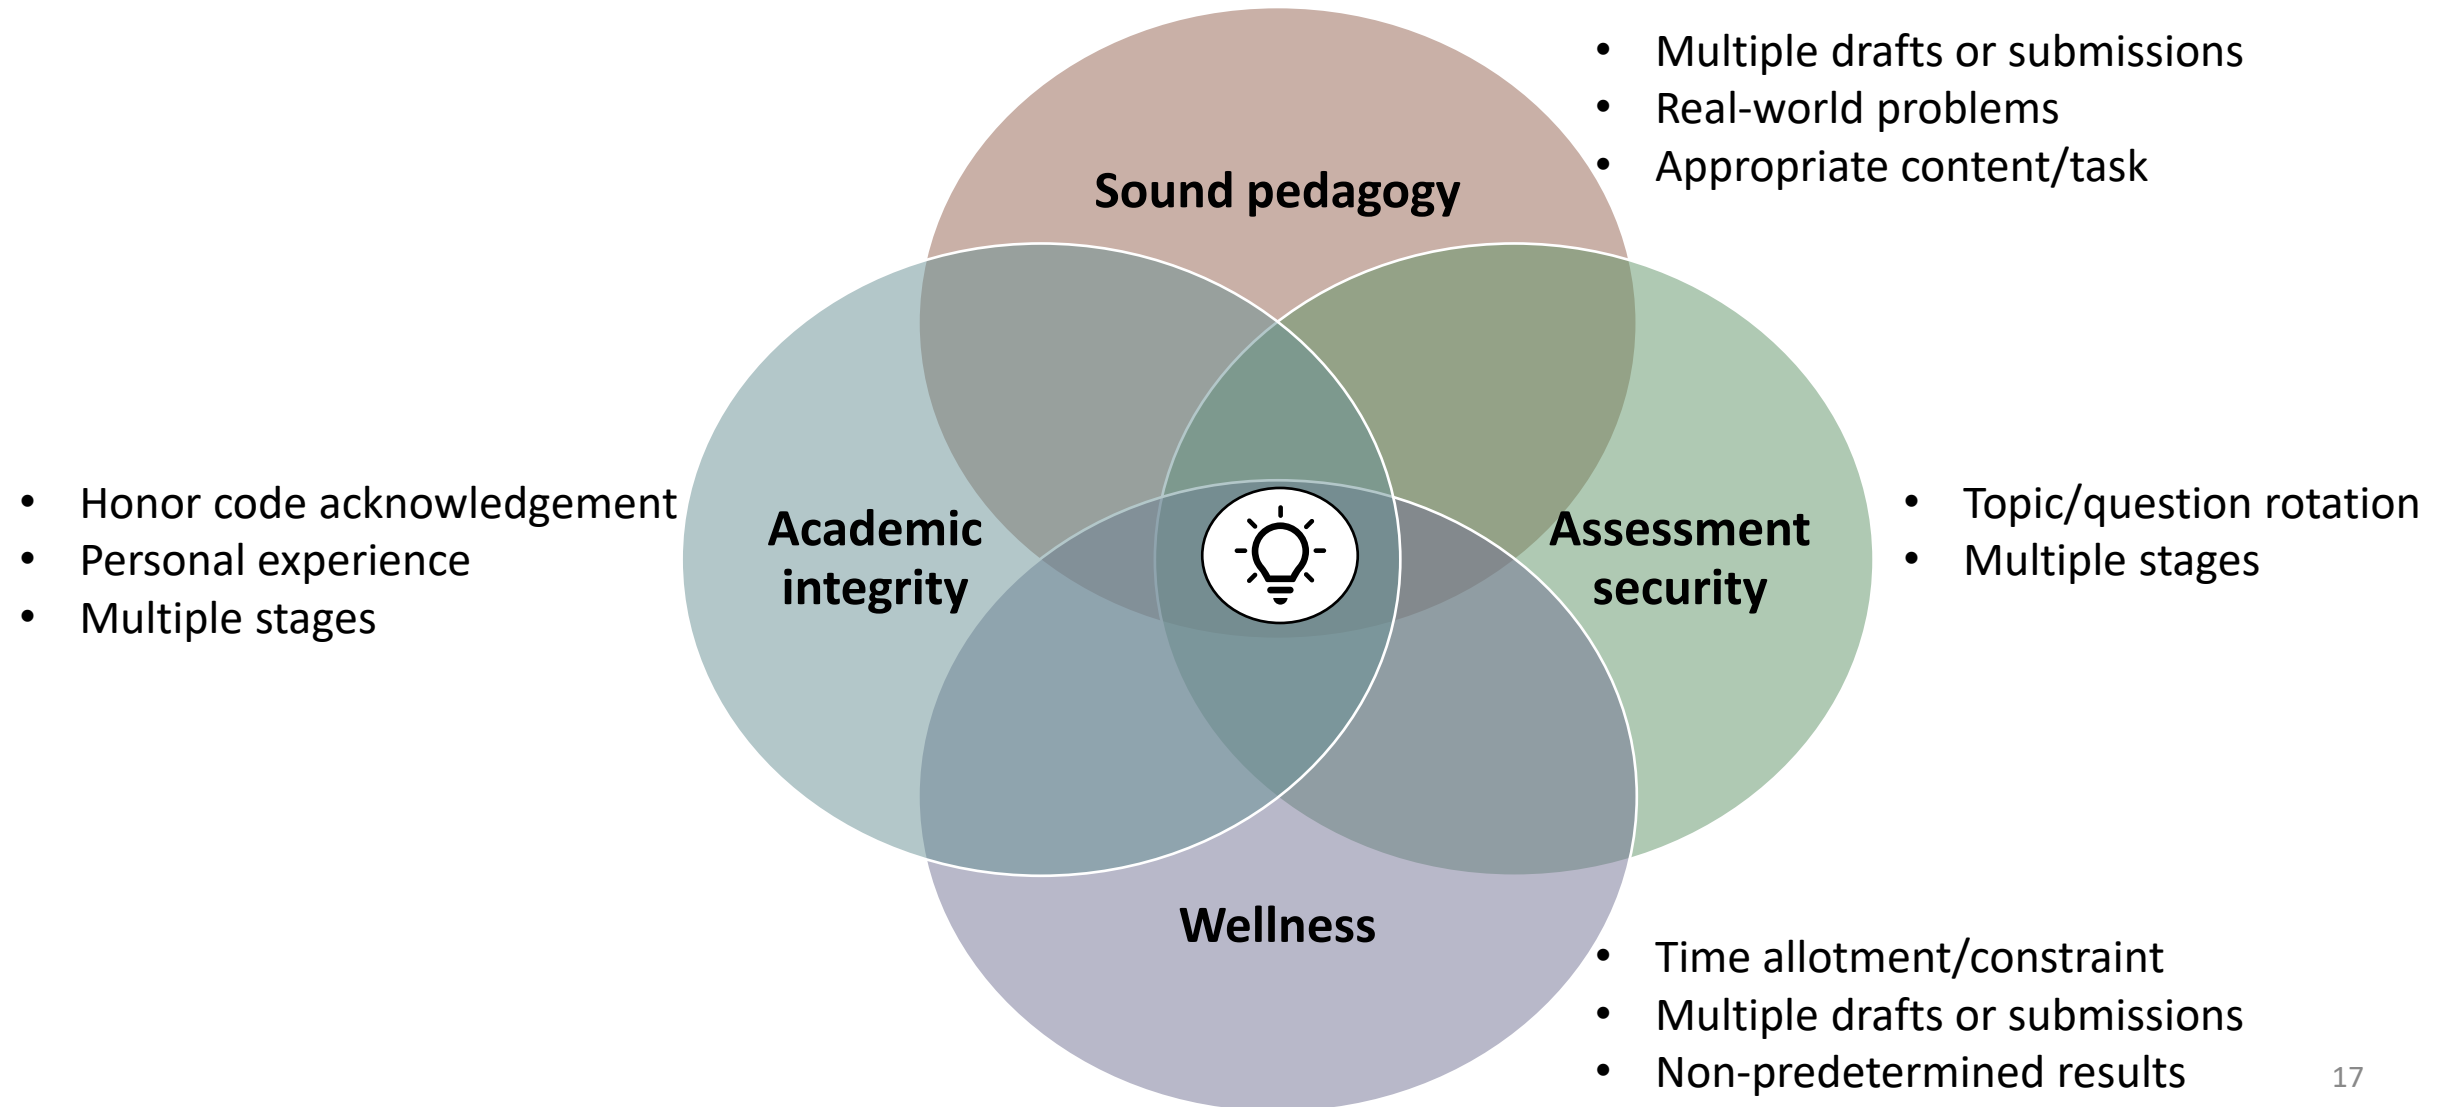 • Multiple drafts or submissions
• Real-world problems
• Appropriate content/task
Sound pedagogy
• Honor code acknowledgement
• Personal experience
• Multiple stages
Academic
integrity
Assessment
security
• Topic/question rotation
• Multiple stages
Wellness
• Time allotment/constraint
• Multiple drafts or submissions
• Non-predetermined results
17